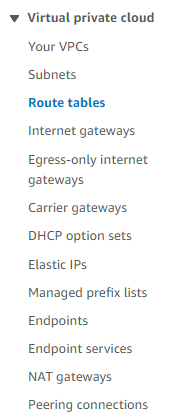 Virtual private cloud
Your VPCs
Subnets
Route tables
Internet gateways
Egress-only internet
gateways
Carrier gateways
DHCP option sets
Elastic IPs
Managed prefix lists
Endpoints
Endpoint services
NAT gateways
Peering connections